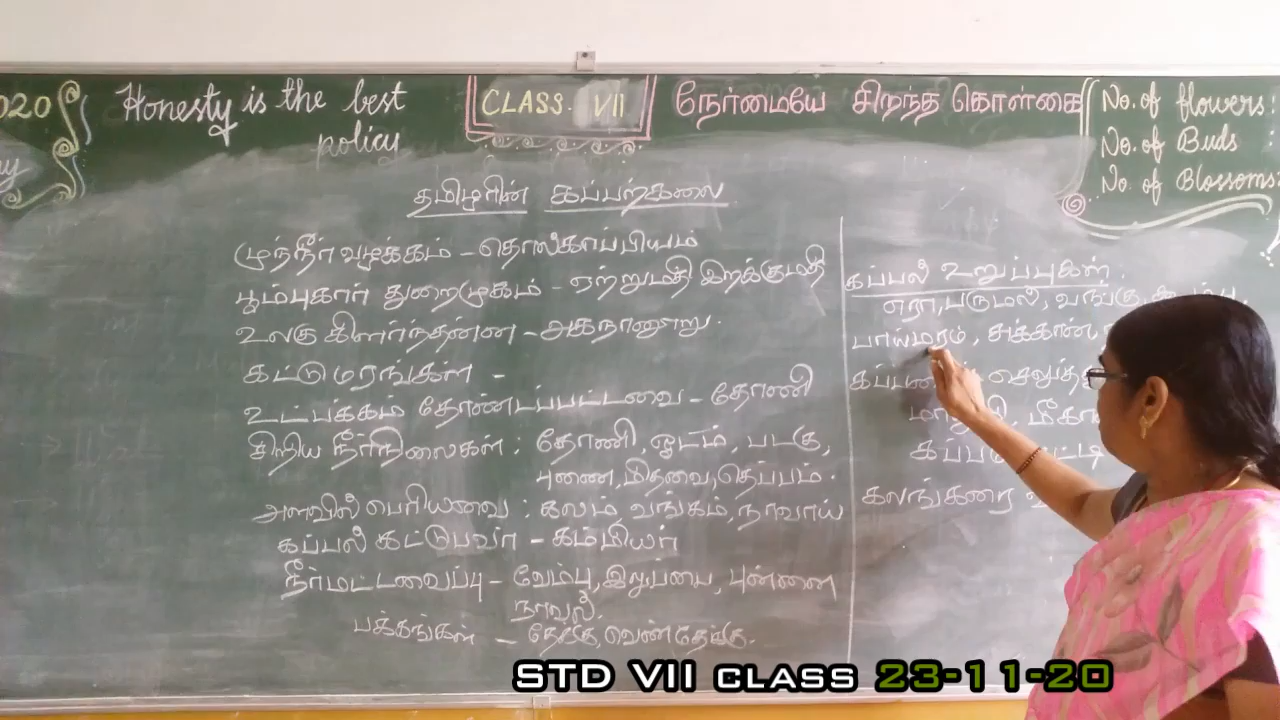 2020
Honesty is the best
policy
CLASS. VII
நேர்மையே சிறந்த கொள்கை
No. of flowers:
No. of Buds :
No. of Blossoms:
தமிழரின் கப்பற்கலை
முந்நீர் வழக்கம் - தொல்காப்பியம்
பூம்புகார் துறைமுகம் - ஏற்றுமதி இறக்குமதி
உலகு கிளர்ந்தன்ன - அகநானூறு.
கட்டுமரங்கள் -
உட்பக்கம் தோண்டப்பட்டவை - தோணி
சிறிய நீர்நிலைகள் : தோணி, ஓடம், படகு,
புணை, மிதவை, தெப்பம்.
அளவில் பெரியவை : கலம் வங்கம், நாவாய்
கப்பல் கட்டுபவர் - கம்மியர்
நீர்மட்டவைப்பு - வேம்பு, இலுப்பை, புன்னை
நாவல்.
பக்கங்கள் - தேக்கு, வெண்தேக்கு.
கப்பல் உறுப்புகள்.
எரா, பருமல், வங்கு,
பாய்மரம், சுக்கான்,
மீகா
கலங்கரை
STD VII CLASS 23-11-20